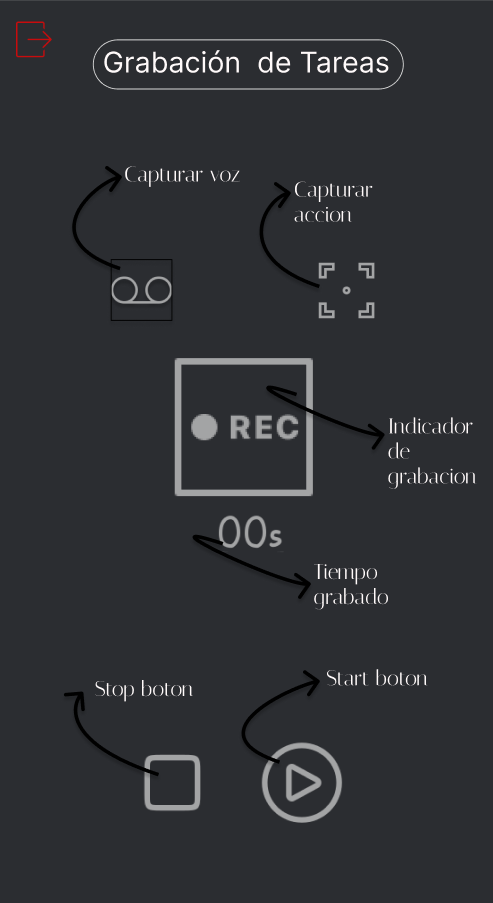 Grabación de Tareas
Capturar voz
Capturar
accion
REC
Indicador
de
grabacion
00s
Tiempo
grabado
Stop boton
Start boton